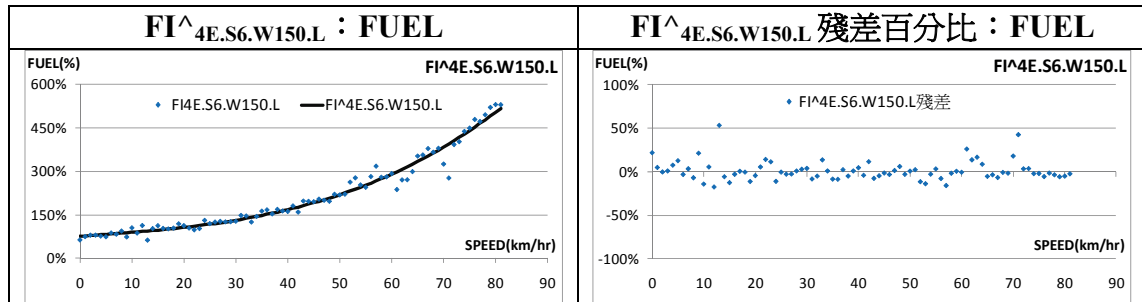 FI^4E.S6.W150.L：FUEL
FI^4E.S6.W150.L 殘差百分比：FUEL
FUEL(%)
FI^4E.S6.W150.L
600%
450%
300%
150%
0%
FI4E.S6.W150.L
FI^4E.S6.W150.L
SPEED(km/hr)
0 10 20 30 40 50 60 70 80 90
FUEL(%)
FI^4E.S6.W150.L
100%
50%
0%
-50%
-100%
FI^4E.S6.W150.L殘差
SPEED(km/hr)
0 10 20 30 40 50 60 70 80 90